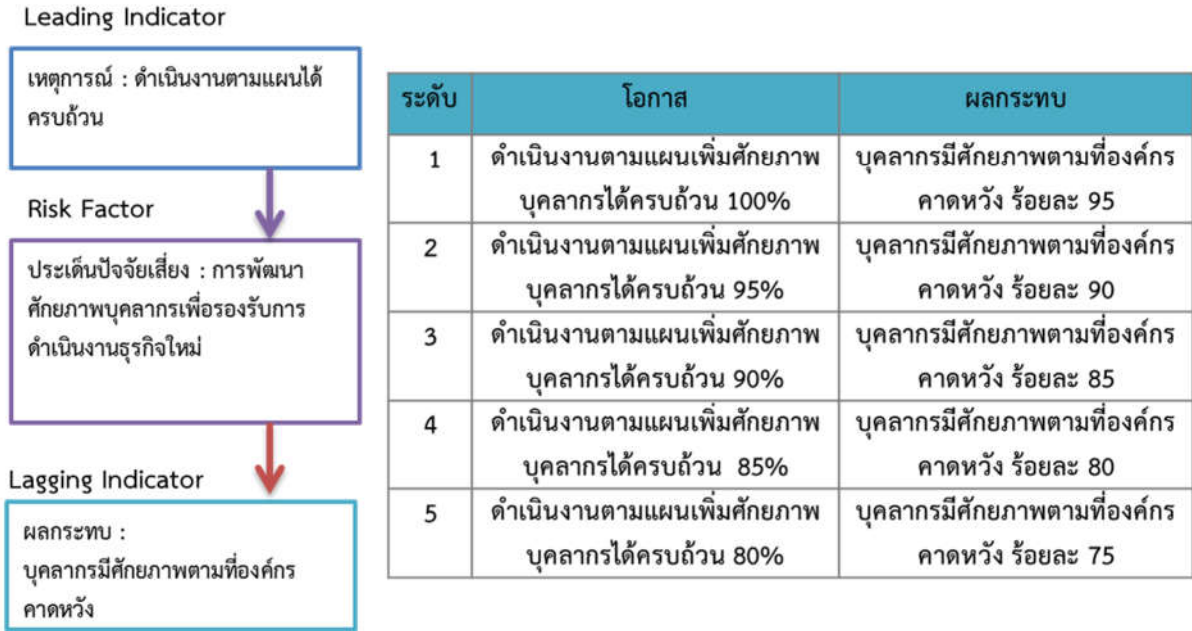 Leading Indicator
เหตุการณ์ : ดำเนินงานตามแผนได้
ครบถ้วน
Risk Factor
ประเด็นปัจจัยเสี่ยง : การพัฒนา
ศักยภาพบุคลากรเพื่อรองรับการ
ดำเนินงานธุรกิจใหม่
Lagging Indicator
ผลกระทบ :
บุคลากรมีศักยภาพตามที่องค์กร
คาดหวัง
ระดับ โอกาส ผลกระทบ
1 ดำเนินงานตามแผนเพิ่มศักยภาพ บุคลากรมีศักยภาพตามที่องค์กร
บุคลากรได้ครบถ้วน 100% คาดหวัง ร้อยละ 95
2 ดำเนินงานตามแผนเพิ่มศักยภาพ บุคลากรมีศักยภาพตามที่องค์กร
บุคลากรได้ครบถ้วน 95% คาดหวัง ร้อยละ 90
3 ดำเนินงานตามแผนเพิ่มศักยภาพ บุคลากรมีศักยภาพตามที่องค์กร
บุคลากรได้ครบถ้วน 90% คาดหวัง ร้อยละ 85
4 ดำเนินงานตามแผนเพิ่มศักยภาพ บุคลากรมีศักยภาพตามที่องค์กร
บุคลากรได้ครบถ้วน 85% คาดหวัง ร้อยละ 80
5 ดำเนินงานตามแผนเพิ่มศักยภาพ บุคลากรมีศักยภาพตามที่องค์กร
บุคลากรได้ครบถ้วน 80% คาดหวัง ร้อยละ 75